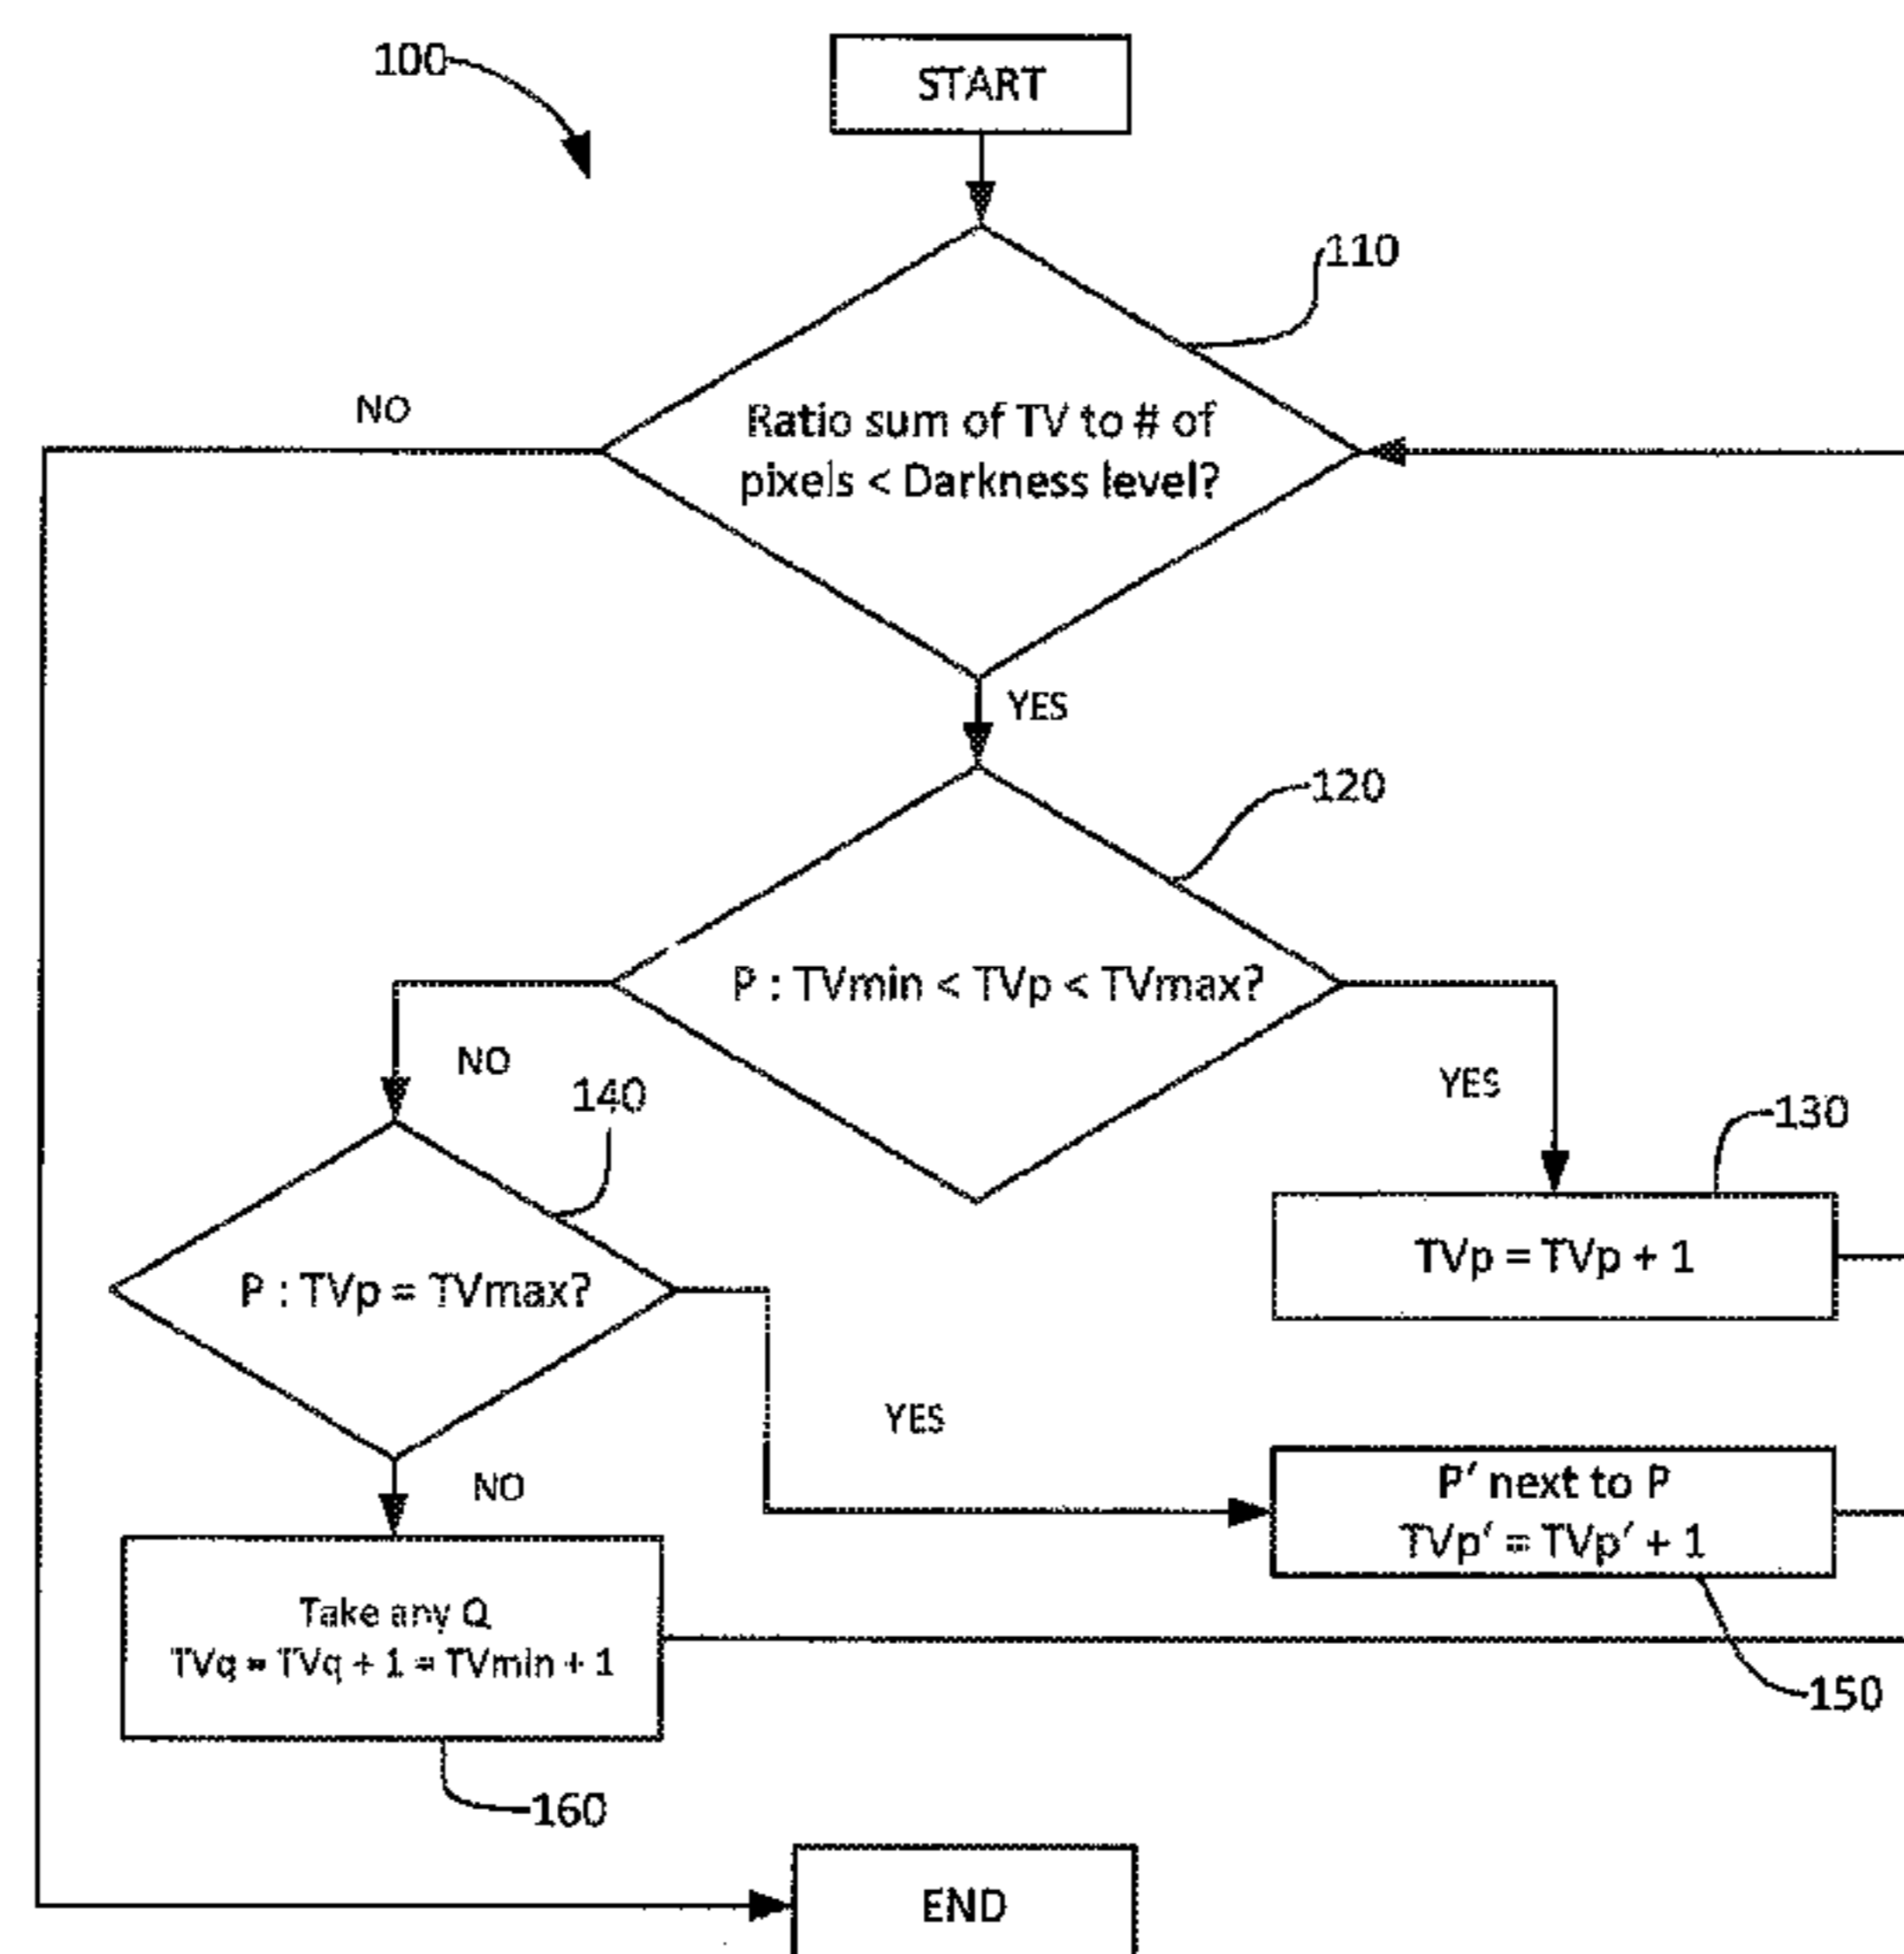 100
START
110
NO
Ratio sum of TV to # of
pixels < Darkness level?
YES
120
P : TVmin < TVp < TVmax?
NO
YES
140
130
P : TVp = TVmax?
TVp = TVp + 1
YES
NO
P' next to P
TVp' = TVp' + 1
Take any Q
TVq = TVq + 1 = TVmin + 1
150
160
END